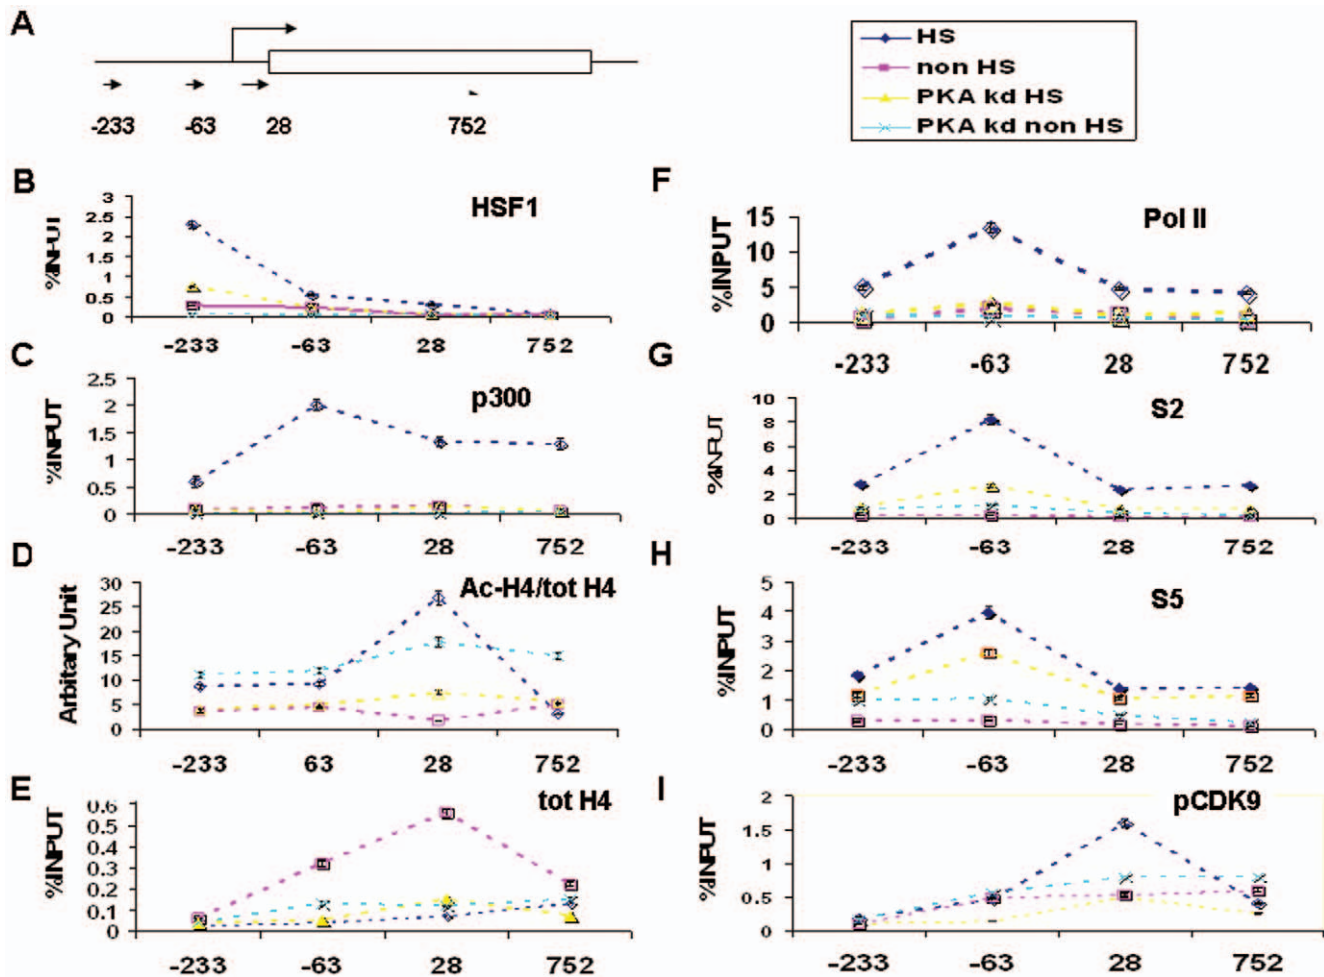 A
-233 -63 28 752
HS
non HS
PKA kd HS
PKA kd non HS
B
HSF1
%INPUT
3
2.5
2
1.5
1
0.5
0
-233 -63 28 752
C
p300
%INPUT
2.5
2
1.5
1
0.5
0
-233 -63 28 752
D
Ac-H4/tot H4
Arbitary Unit
30
25
20
15
10
5
0
-233 63 28 752
E
tot H4
%INPUT
0.6
0.5
0.4
0.3
0.2
0.1
0
-233 -63 28 752
F
Pol II
%INPUT
15
10
5
0
-233 -63 28 752
G
S2
%INPUT
10
8
6
4
2
0
-233 -63 28 752
H
S5
%INPUT
5
4
3
2
1
0
-233 -63 28 752
I
pCDK9
%INPUT
2
1.5
1
0.5
0
-233 -63 28 752